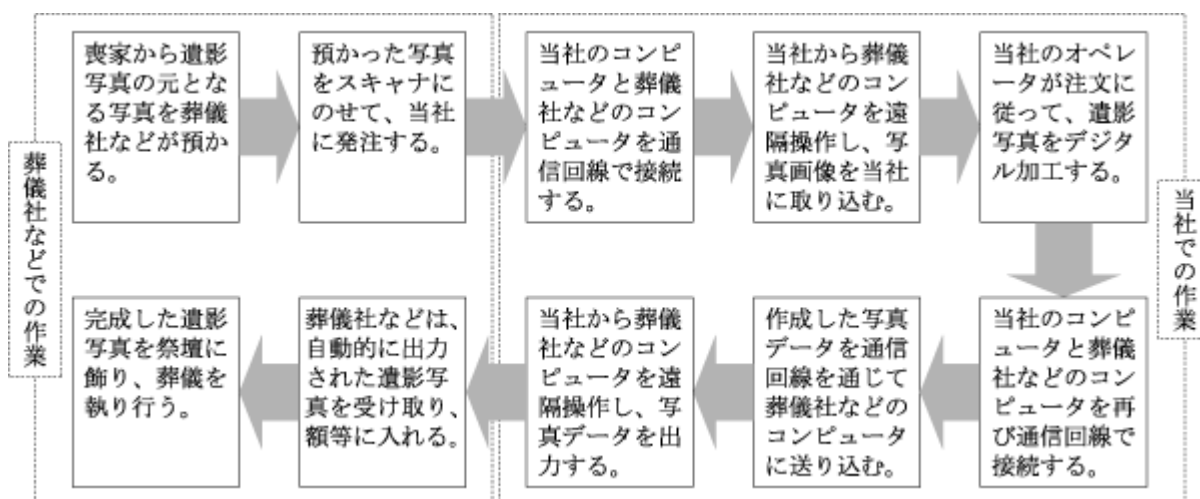 葬儀社などでの作業
喪家から遺影
写真の元とな
る写真を葬儀
社などが預か
る。
預かった写真
をスキャナに
のせて、当社
に発注する。
当社のコンピ
ュータと葬儀
社などのコン
ピュータを通
信回線で接続
する。
当社から葬儀
社などのコン
ピュータを遠
隔操作し、写
真画像を当社
に取り込む。
当社のオペレ
ータが注文に
従って、遺影
写真をデジタ
ル加工する。
当社での作業
当社のコンピ
ュータと葬儀
社などのコン
ピュータを再
び通信回線で
接続する。
作成した写真
データを通信
回線を通じて
葬儀社などの
コンピュータ
に送り込む。
当社から葬儀
社などのコン
ピュータを遠
隔操作し、写
真データを出
力する。
葬儀社などは、
自動的に出力
された遺影写
真を受け取り、
額等に入れる。
完成した遺影
写真を祭壇に
飾り、葬儀を
執り行う。